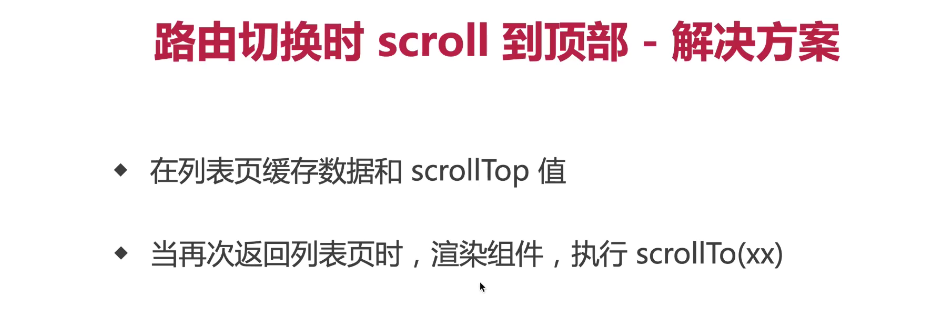 路由切换时 scroll 到顶部 - 解决方案
在列表页缓存数据和 scrollTop 值
当再次返回列表页时，渲染组件，执行 scrollTo(xx)